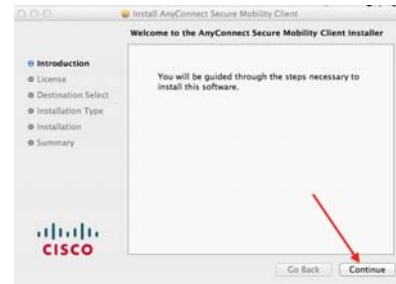 Install AnyConnect Secure Mobility Client
Welcome to the AnyConnect Secure Mobility Client Installer
Introduction
License
Destination Select
Installation Type
Installation
Summary
You will be guided through the steps necessary to
install this software.
CISCO
Go Back
Continue